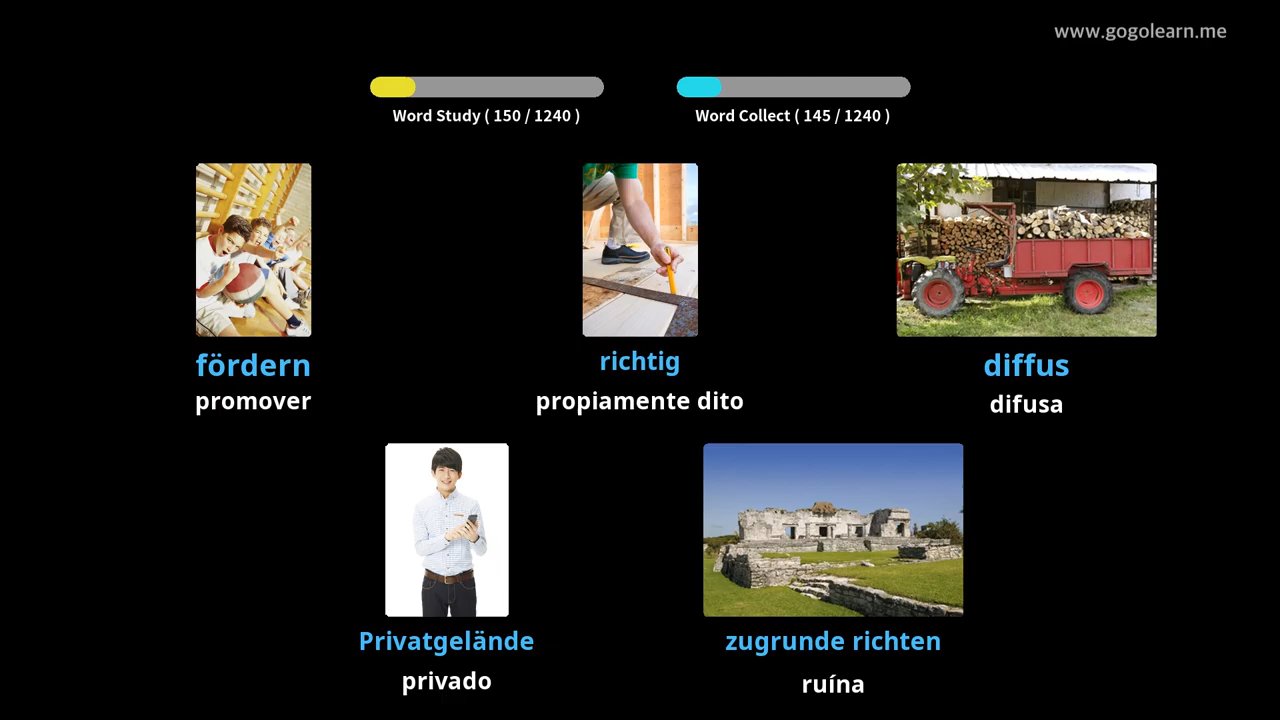 www.gogolearn.me
Word Study ( 150 / 1240 )
Word Collect ( 145 / 1240 )
fördern
promover
richtig
propiamente dito
diffus
difusa
Privatgelände
privado
zugrunde richten
ruína